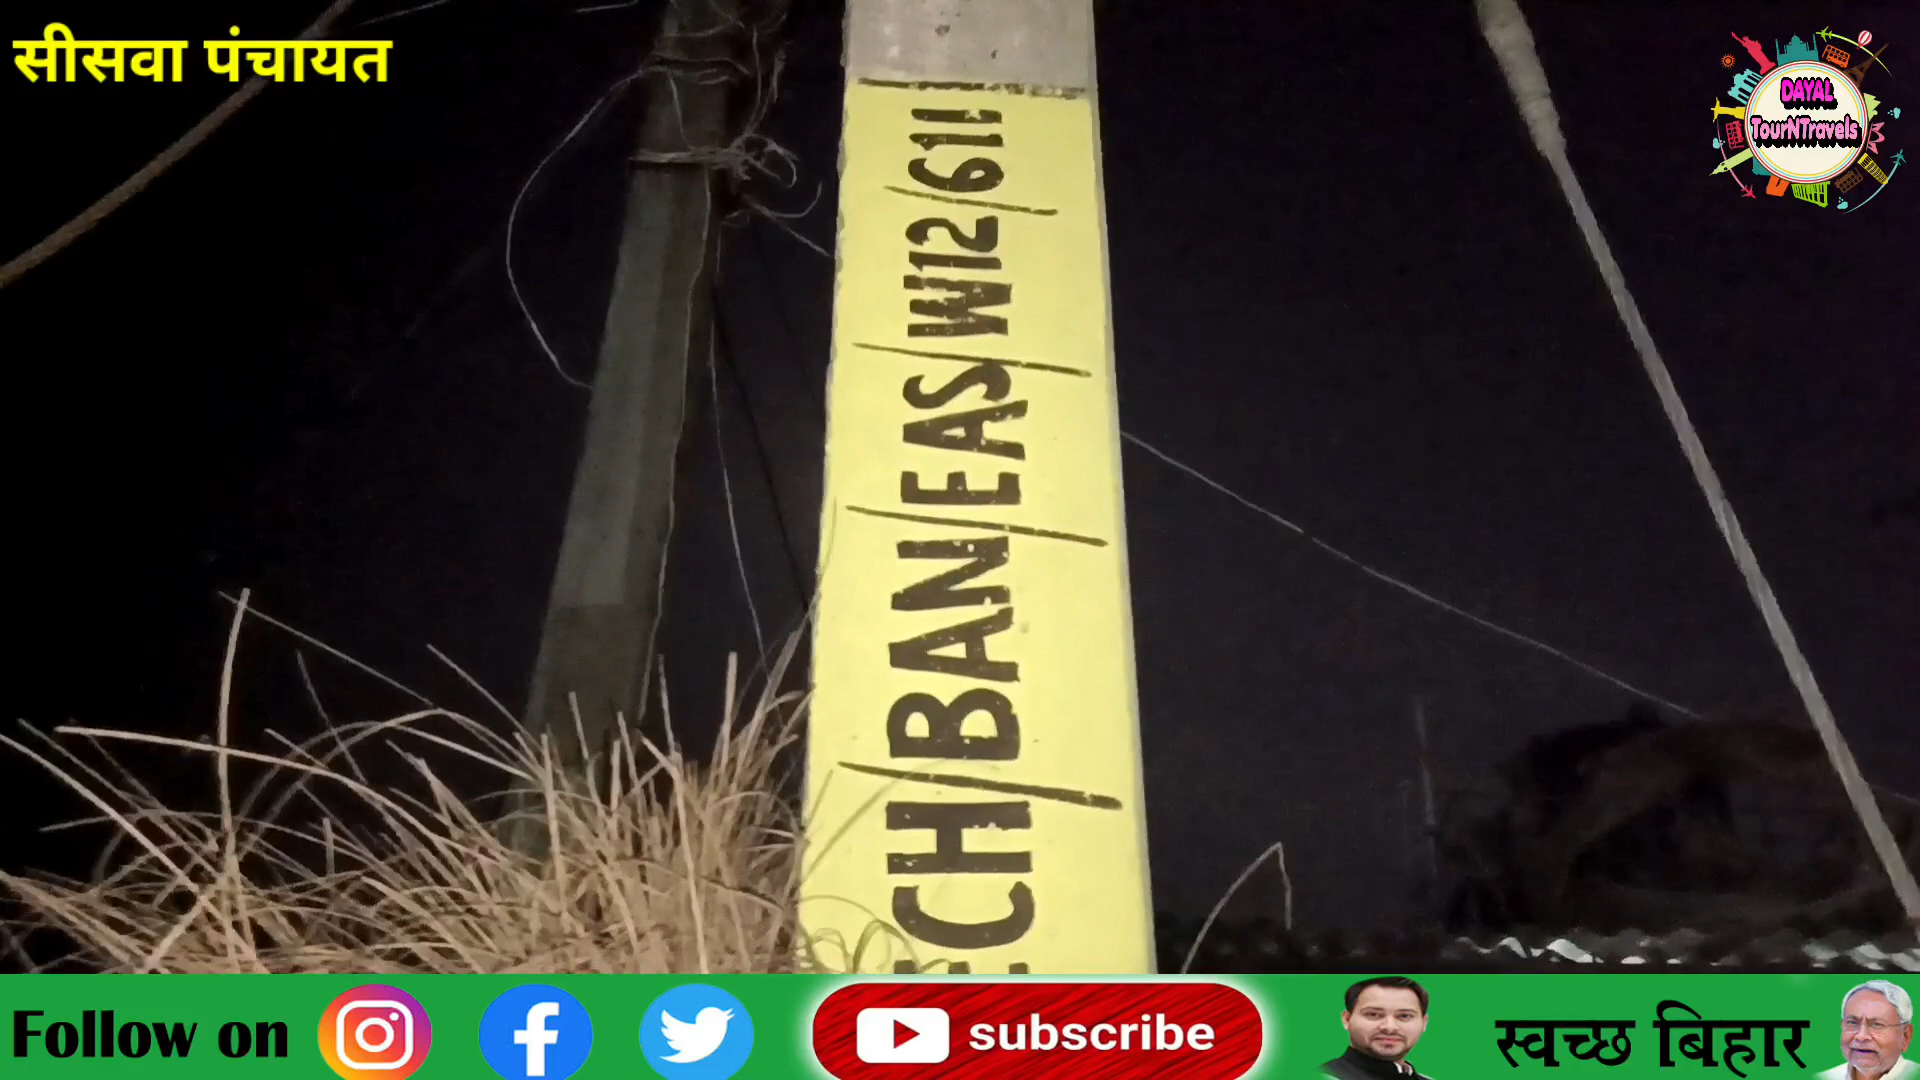 सीसवा पंचायत
DAYAL
TourNTravels
CH/BAN/EAS/W12/611
Follow on
subscribe
स्वच्छ बिहार